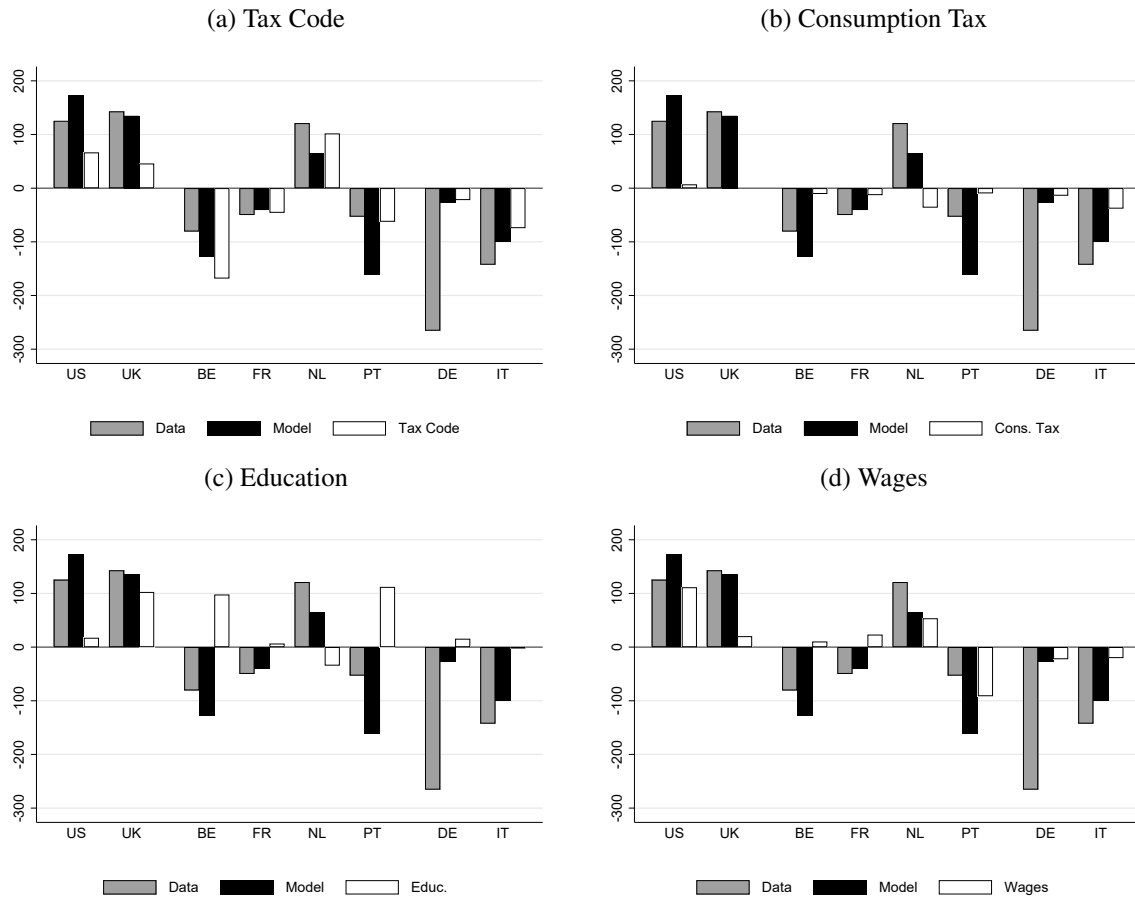 (a) Tax Code
200
100
0
-100
-200
-300
US UK BE FR NL PT DE IT
Data Model Tax Code
(b) Consumption Tax
200
100
0
-100
-200
-300
US UK BE FR NL PT DE IT
Data Model Cons. Tax
(c) Education
200
100
0
-100
-200
-300
US UK BE FR NL PT DE IT
Data Model Educ.
(d) Wages
200
100
0
-100
-200
-300
US UK BE FR NL PT DE IT
Data Model Wages